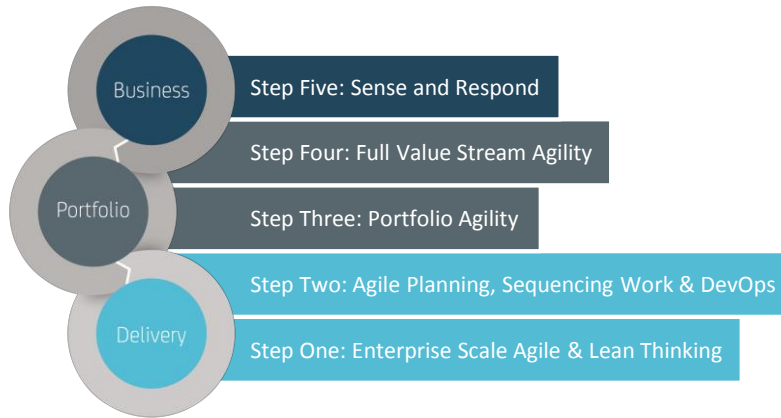 Business
Step Five: Sense and Respond
Step Four: Full Value Stream Agility
Portfolio
Step Three: Portfolio Agility
Step Two: Agile Planning, Sequencing Work & DevOps
Delivery
Step One: Enterprise Scale Agile & Lean Thinking